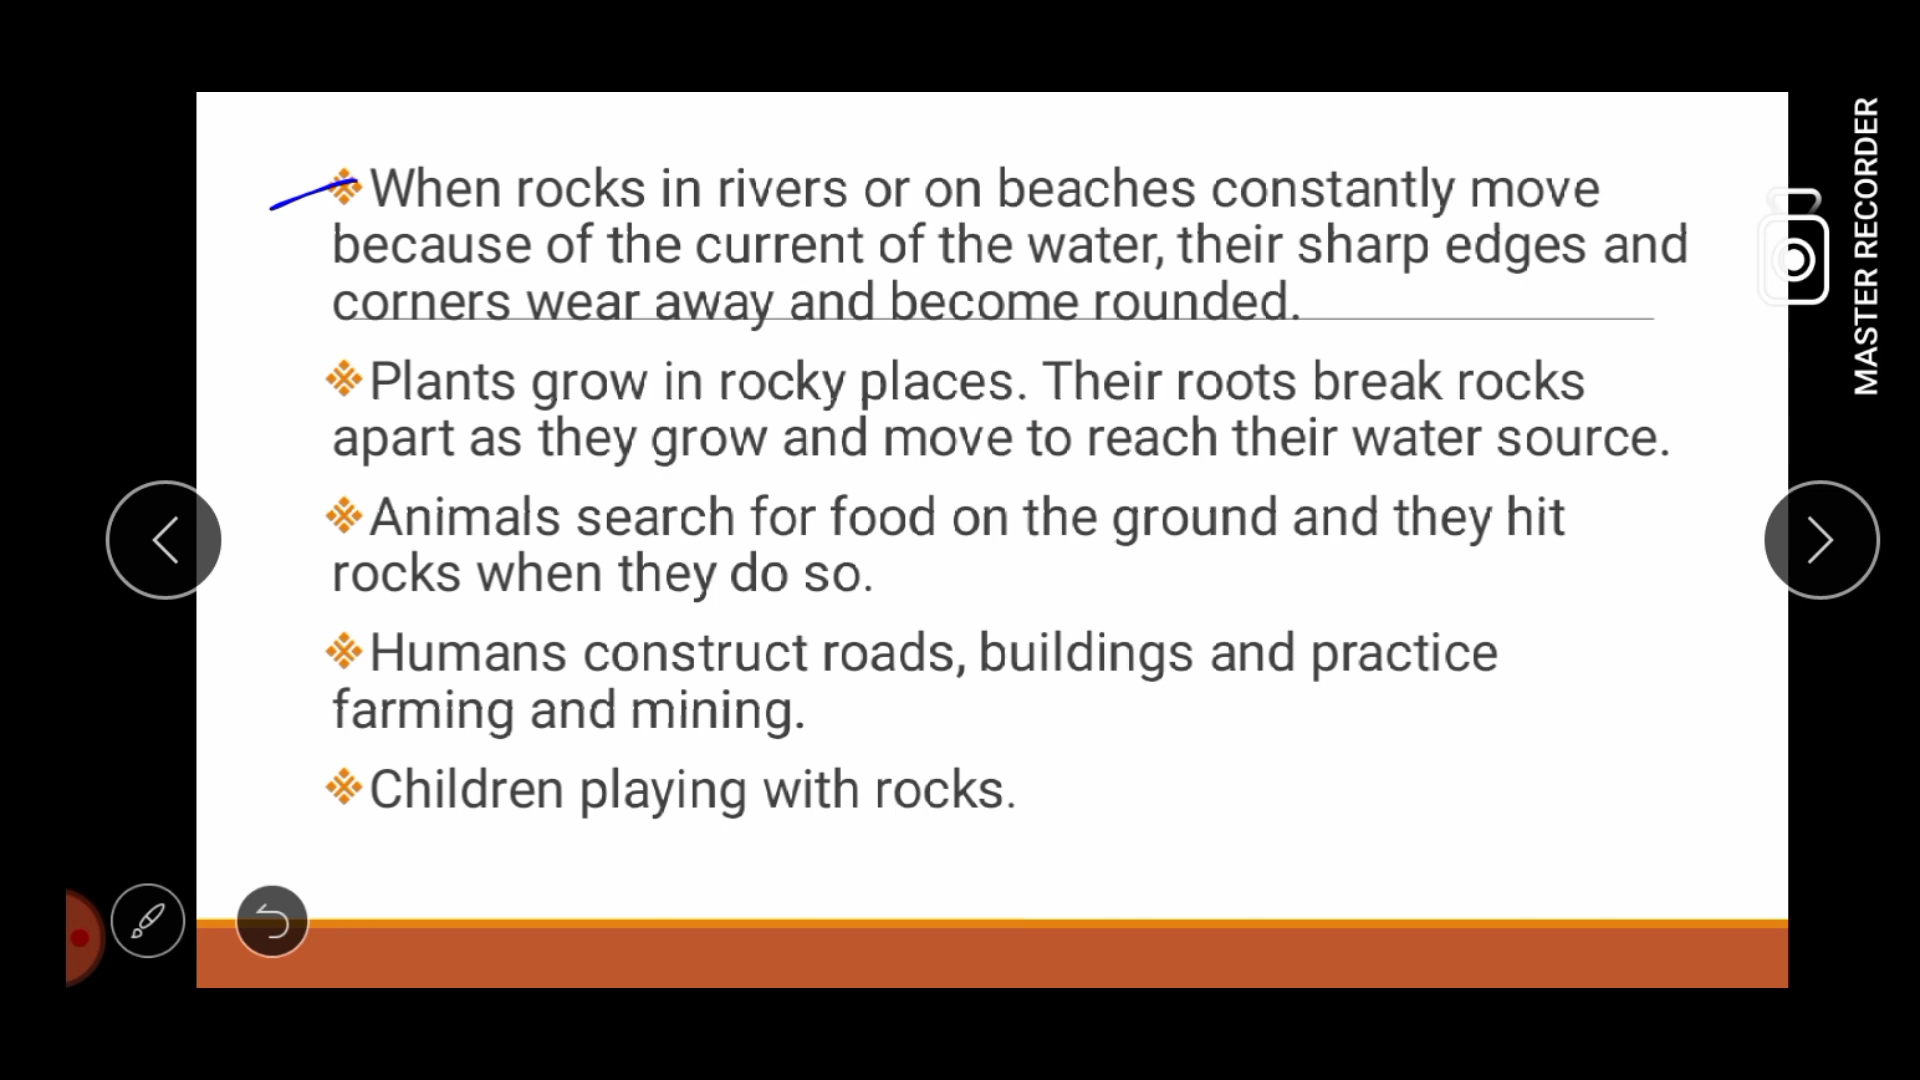 When rocks in rivers or on beaches constantly move
because of the current of the water, their sharp edges and
corners wear away and become rounded.
Plants grow in rocky places. Their roots break rocks
apart as they grow and move to reach their water source.
Animals search for food on the ground and they hit
rocks when they do so.
Humans construct roads, buildings and practice
farming and mining.
Children playing with rocks.
MASTER RECORDER